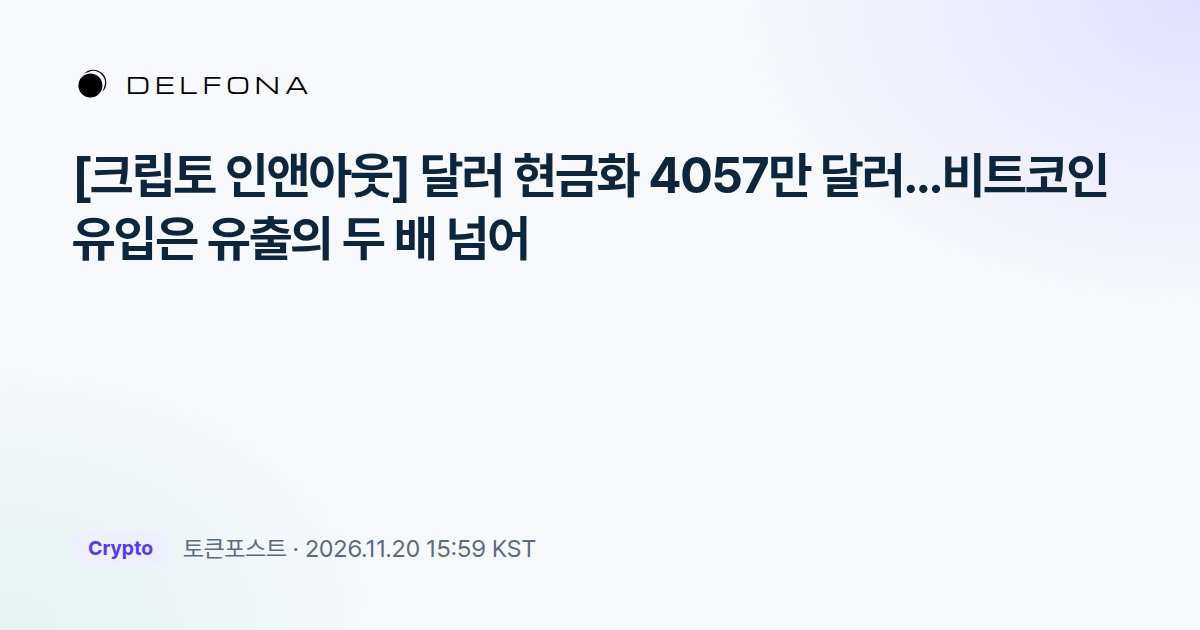 DELFONA
[크립토 인앤아웃] 달러 현금화 4057만 달러…비트코인
유입은 유출의 두 배 넘어
Crypto 토큰포스트 · 2026.11.20 15:59 KST